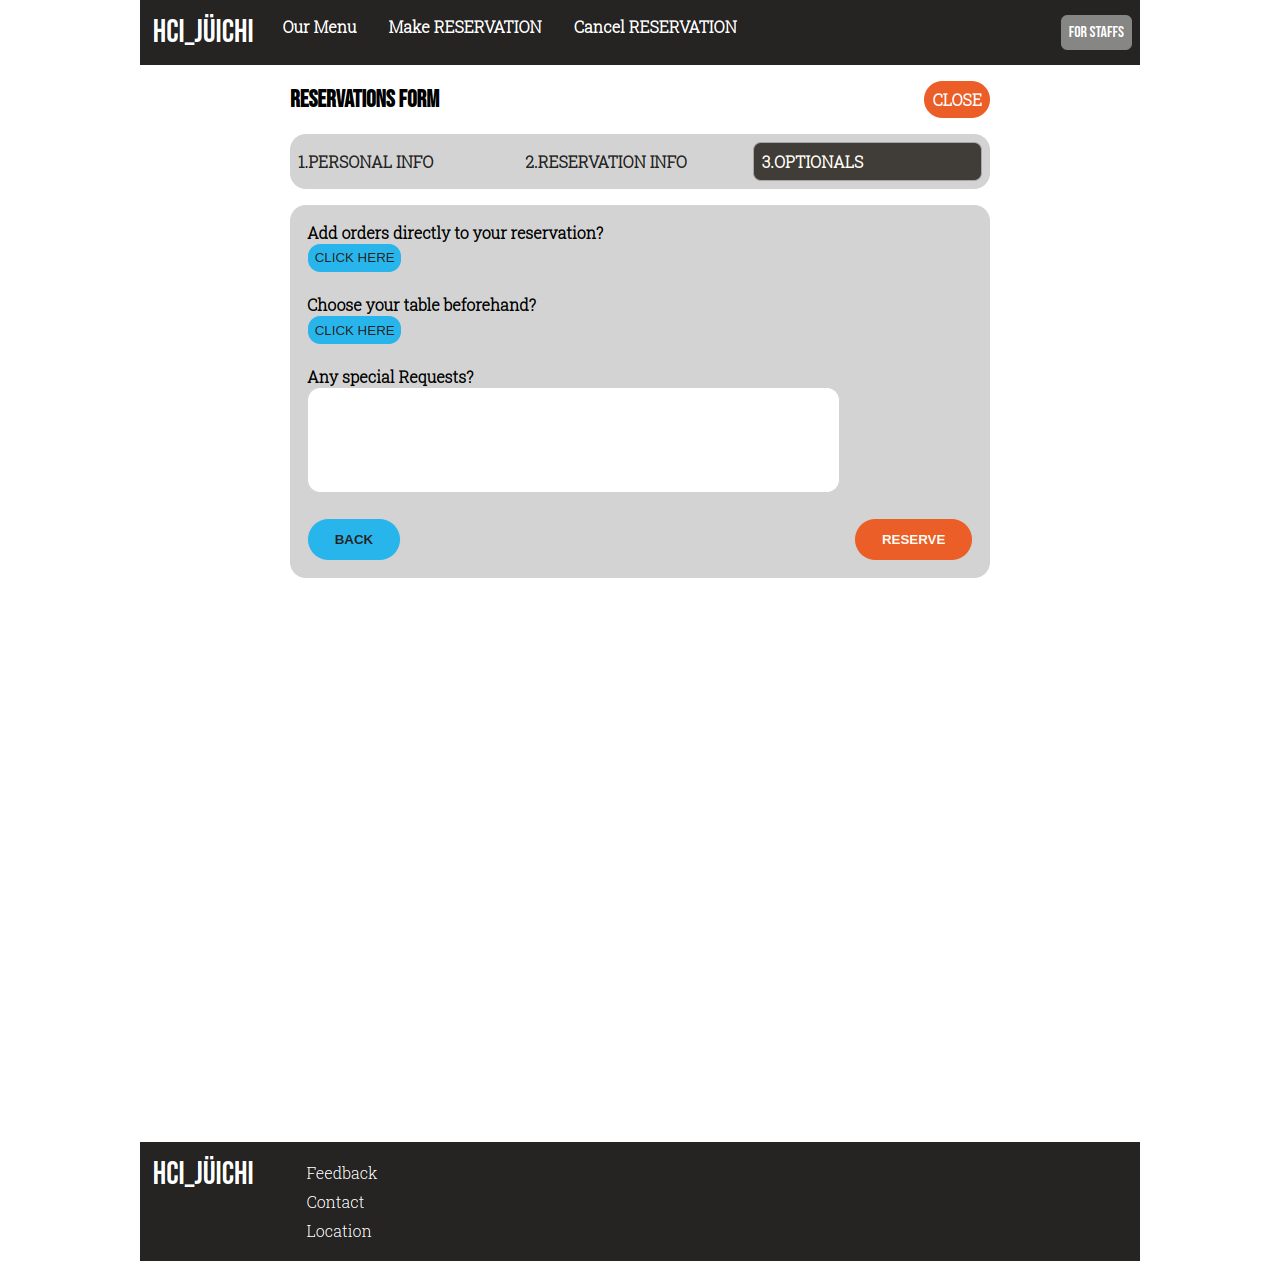 HCI_JÜICHI
Our Menu
Make RESERVATION
Cancel RESERVATION
FOR STAFFS
RESERVATIONS FORM
CLOSE
1.PERSONAL INFO
2.RESERVATION INFO
3.OPTIONALS
Add orders directly to your reservation?
CLICK HERE
Choose your table beforehand?
CLICK HERE
Any special Requests?
BACK
RESERVE
HCI_JÜICHI
Feedback
Contact
Location